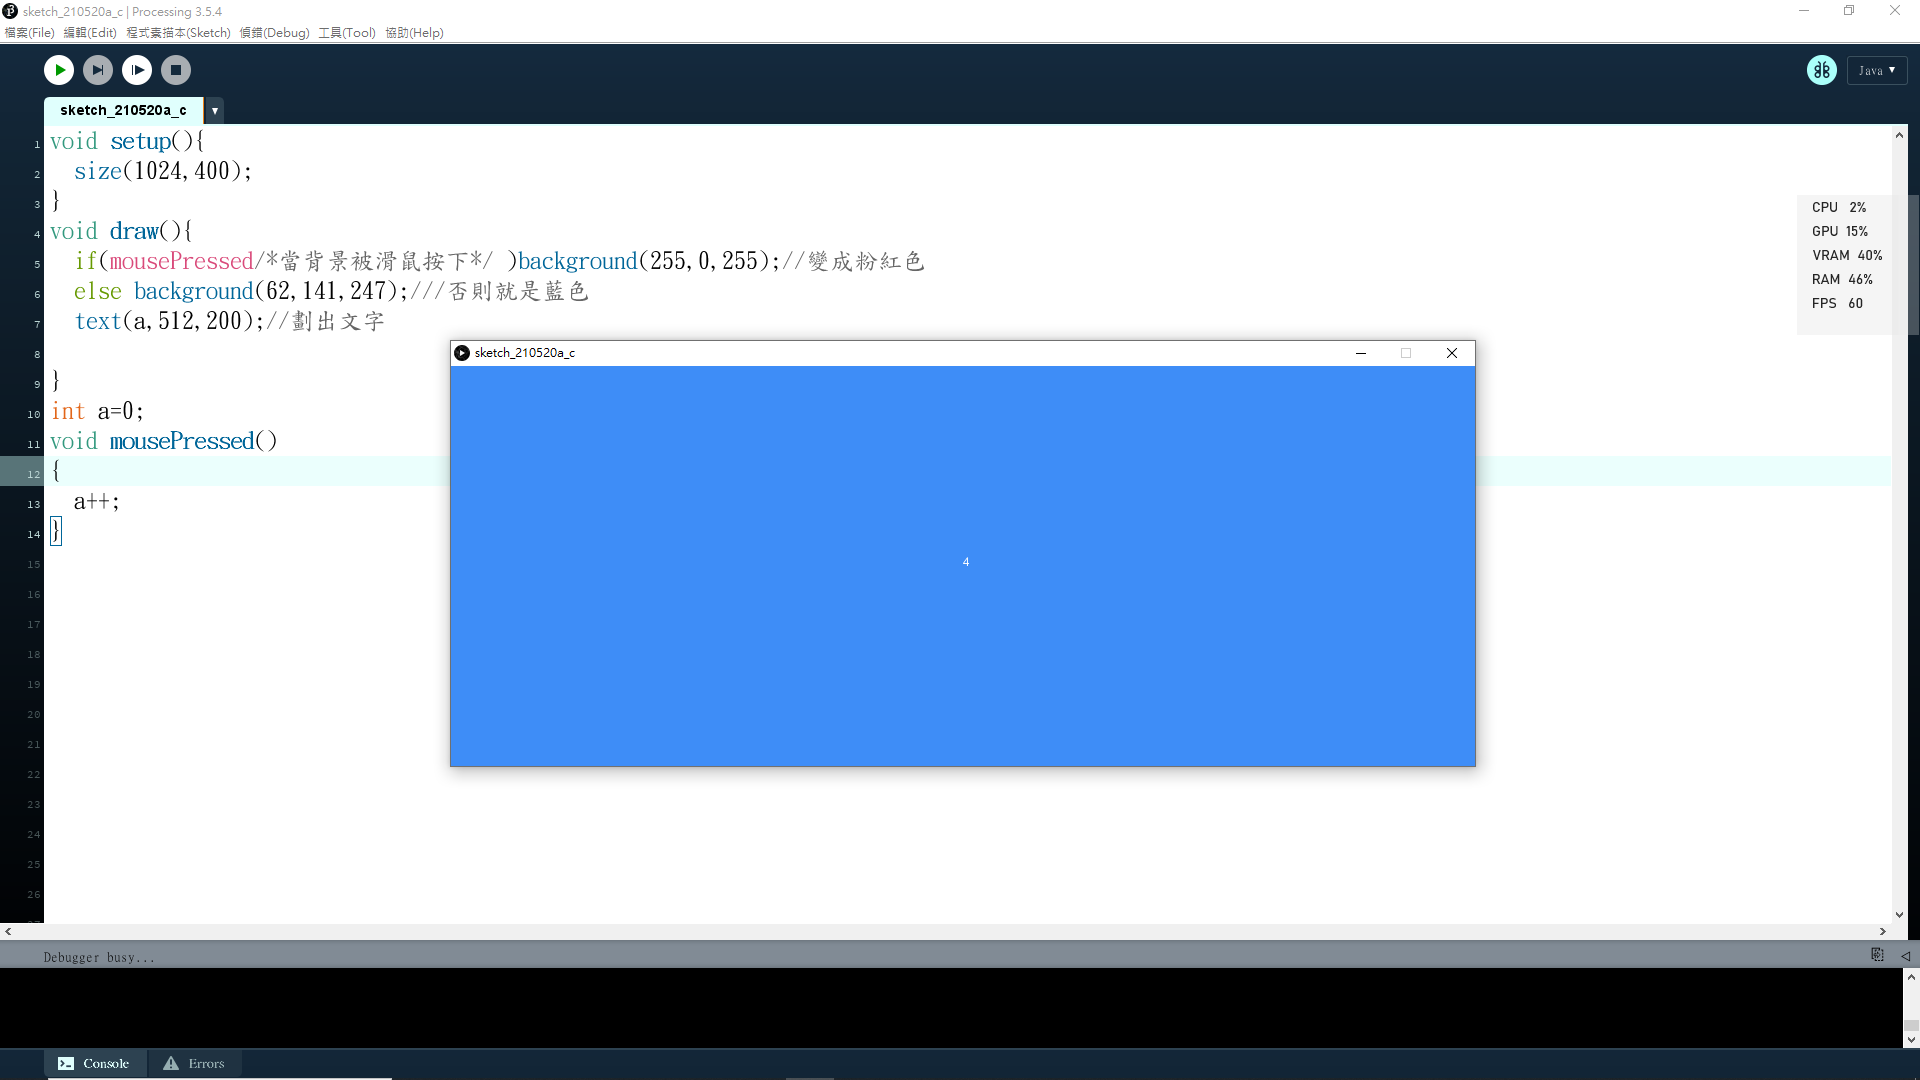 sketch_210520a_c | Processing 3.5.4
檔案(File) 編輯(Edit) 程式素描本(Sketch) 偵錯(Debug) 工具(Tool) 協助(Help)
Java ▼
sketch_210520a_c ▼
1 void setup(){
2 size(1024,400);
3 }
4 void draw(){
5 if(mousePressed/*當背景被滑鼠按下*/ )background(255,0,255);//變成粉紅色
6 else background(62,141,247);///否則就是藍色
7 text(a,512,200);//劃出文字
8
9 }
10 int a=0;
11 void mousePressed()
12 {
13 a++;
14 }
15
16
17
18
19
20
21
22
23
24
25
26
CPU 2%
GPU 15%
VRAM 40%
RAM 46%
FPS 60
sketch_210520a_c
4
Debugger busy...
Console Errors